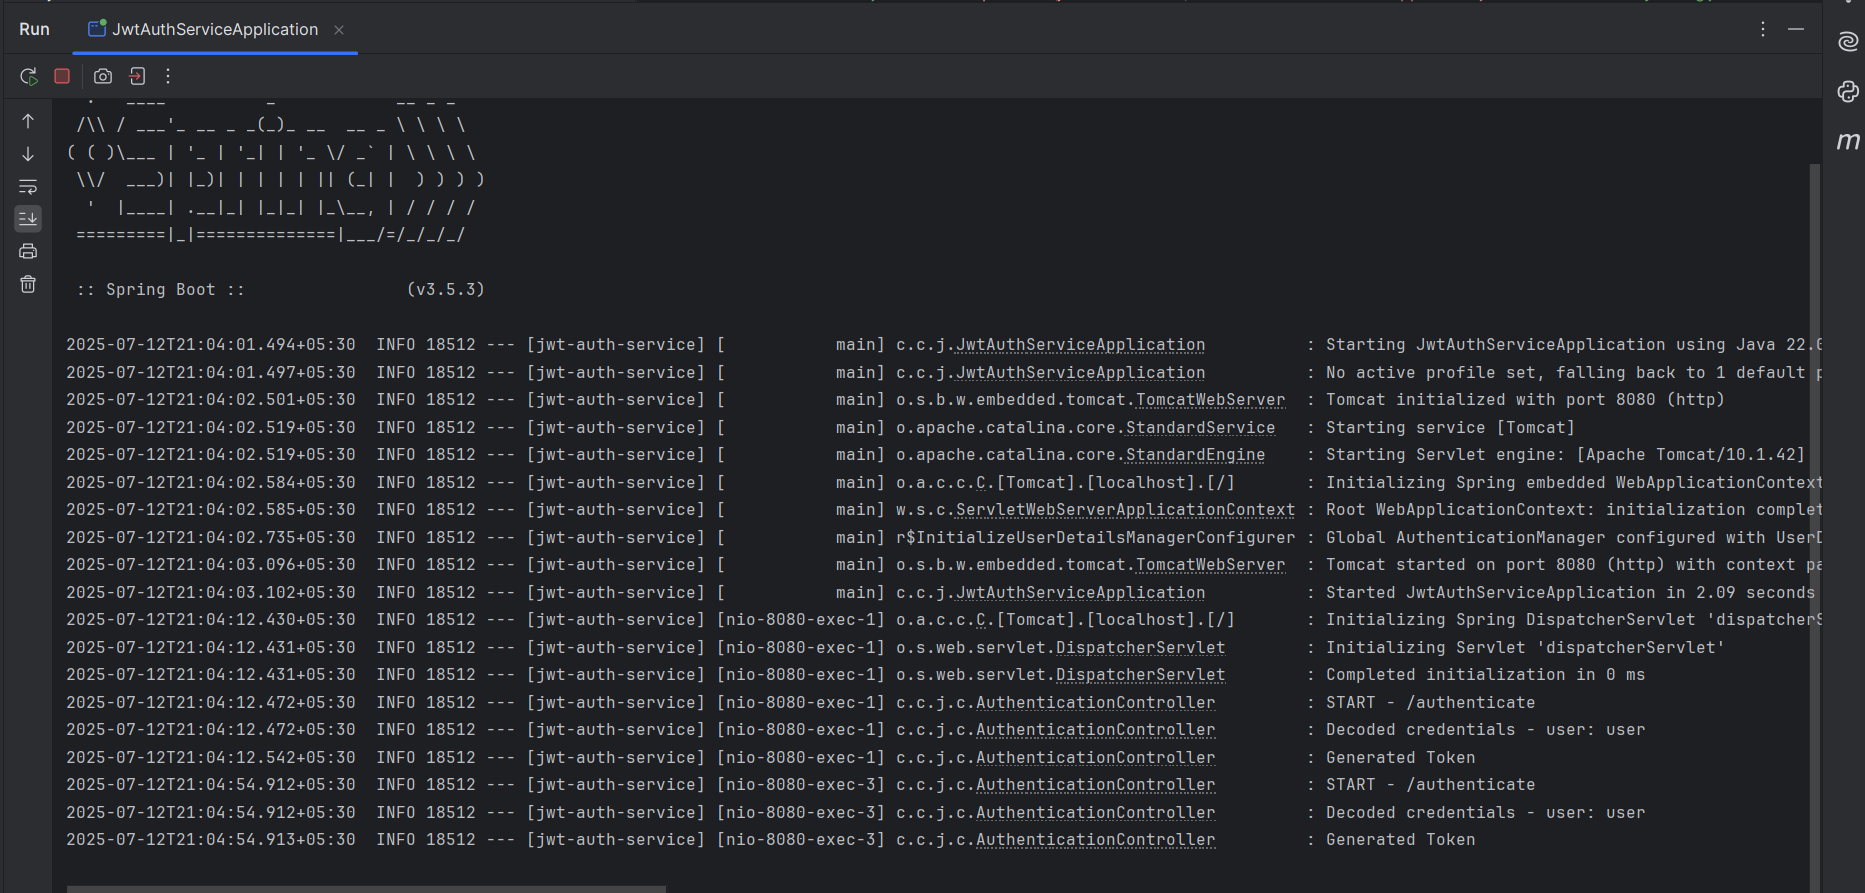 Run JwtAuthServiceApplication
  .   ____          _            __ _ _
 /\\ / ___'_ __ _ _(_)_ __  __ _ \ \ \ \
( ( )\___ | '_ | '_| | '_ \/ _` | \ \ \ \
 \\/  ___)| |_)| | | | | || (_| |  ) ) ) )
  '  |____| .__|_| |_|_| |_\__, | / / / /
 =========|_|==============|___/=/_/_/_/
 :: Spring Boot ::                (v3.5.3)
2025-07-12T21:04:01.494+05:30  INFO 18512 --- [jwt-auth-service] [           main] c.c.j.JwtAuthServiceApplication          : Starting JwtAuthServiceApplication using Java 22.0
2025-07-12T21:04:01.497+05:30  INFO 18512 --- [jwt-auth-service] [           main] c.c.j.JwtAuthServiceApplication          : No active profile set, falling back to 1 default p
2025-07-12T21:04:02.501+05:30  INFO 18512 --- [jwt-auth-service] [           main] o.s.b.w.embedded.tomcat.TomcatWebServer  : Tomcat initialized with port 8080 (http)
2025-07-12T21:04:02.519+05:30  INFO 18512 --- [jwt-auth-service] [           main] o.apache.catalina.core.StandardService   : Starting service [Tomcat]
2025-07-12T21:04:02.519+05:30  INFO 18512 --- [jwt-auth-service] [           main] o.apache.catalina.core.StandardEngine    : Starting Servlet engine: [Apache Tomcat/10.1.42]
2025-07-12T21:04:02.584+05:30  INFO 18512 --- [jwt-auth-service] [           main] o.a.c.c.C.[Tomcat].[localhost].[/]       : Initializing Spring embedded WebApplicationContext
2025-07-12T21:04:02.585+05:30  INFO 18512 --- [jwt-auth-service] [           main] w.s.c.ServletWebServerApplicationContext : Root WebApplicationContext: initialization complet
2025-07-12T21:04:02.735+05:30  INFO 18512 --- [jwt-auth-service] [           main] r$InitializeUserDetailsManagerConfigurer : Global AuthenticationManager configured with UserD
2025-07-12T21:04:03.096+05:30  INFO 18512 --- [jwt-auth-service] [           main] o.s.b.w.embedded.tomcat.TomcatWebServer  : Tomcat started on port 8080 (http) with context pa
2025-07-12T21:04:03.102+05:30  INFO 18512 --- [jwt-auth-service] [           main] c.c.j.JwtAuthServiceApplication          : Started JwtAuthServiceApplication in 2.09 seconds
2025-07-12T21:04:12.430+05:30  INFO 18512 --- [jwt-auth-service] [nio-8080-exec-1] o.a.c.c.C.[Tomcat].[localhost].[/]       : Initializing Spring DispatcherServlet 'dispatcherS
2025-07-12T21:04:12.431+05:30  INFO 18512 --- [jwt-auth-service] [nio-8080-exec-1] o.s.web.servlet.DispatcherServlet        : Initializing Servlet 'dispatcherServlet'
2025-07-12T21:04:12.431+05:30  INFO 18512 --- [jwt-auth-service] [nio-8080-exec-1] o.s.web.servlet.DispatcherServlet        : Completed initialization in 0 ms
2025-07-12T21:04:12.472+05:30  INFO 18512 --- [jwt-auth-service] [nio-8080-exec-1] c.c.j.c.AuthenticationController         : START - /authenticate
2025-07-12T21:04:12.472+05:30  INFO 18512 --- [jwt-auth-service] [nio-8080-exec-1] c.c.j.c.AuthenticationController         : Decoded credentials - user: user
2025-07-12T21:04:12.542+05:30  INFO 18512 --- [jwt-auth-service] [nio-8080-exec-1] c.c.j.c.AuthenticationController         : Generated Token
2025-07-12T21:04:54.912+05:30  INFO 18512 --- [jwt-auth-service] [nio-8080-exec-3] c.c.j.c.AuthenticationController         : START - /authenticate
2025-07-12T21:04:54.912+05:30  INFO 18512 --- [jwt-auth-service] [nio-8080-exec-3] c.c.j.c.AuthenticationController         : Decoded credentials - user: user
2025-07-12T21:04:54.913+05:30  INFO 18512 --- [jwt-auth-service] [nio-8080-exec-3] c.c.j.c.AuthenticationController         : Generated Token